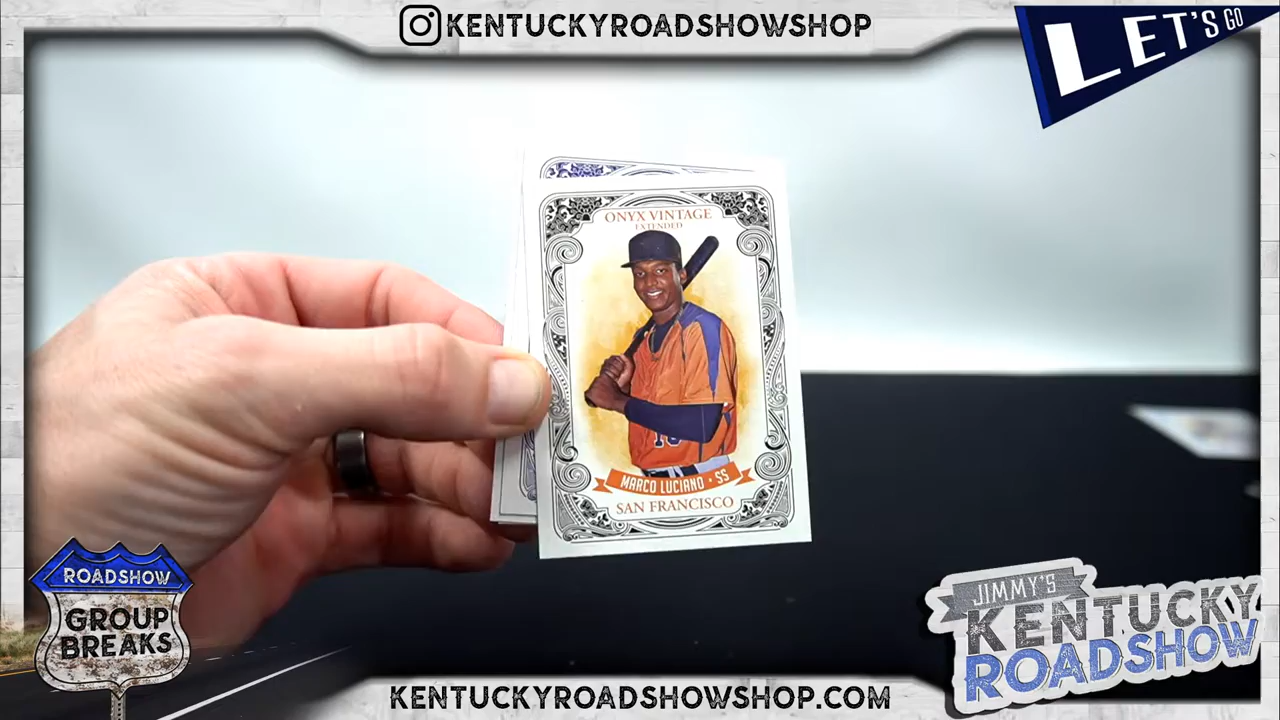 KENTUCKYROADSHOWSHOP
LET'S GO
ONYX VINTAGE
EXTENDED
MARCO LUCIANO · SS
SAN FRANCISCO
ROADSHOW
GROUP
BREAKS
JIMMY'S
KENTUCKY
ROADSHOW
KENTUCKYROADSHOWSHOP.COM